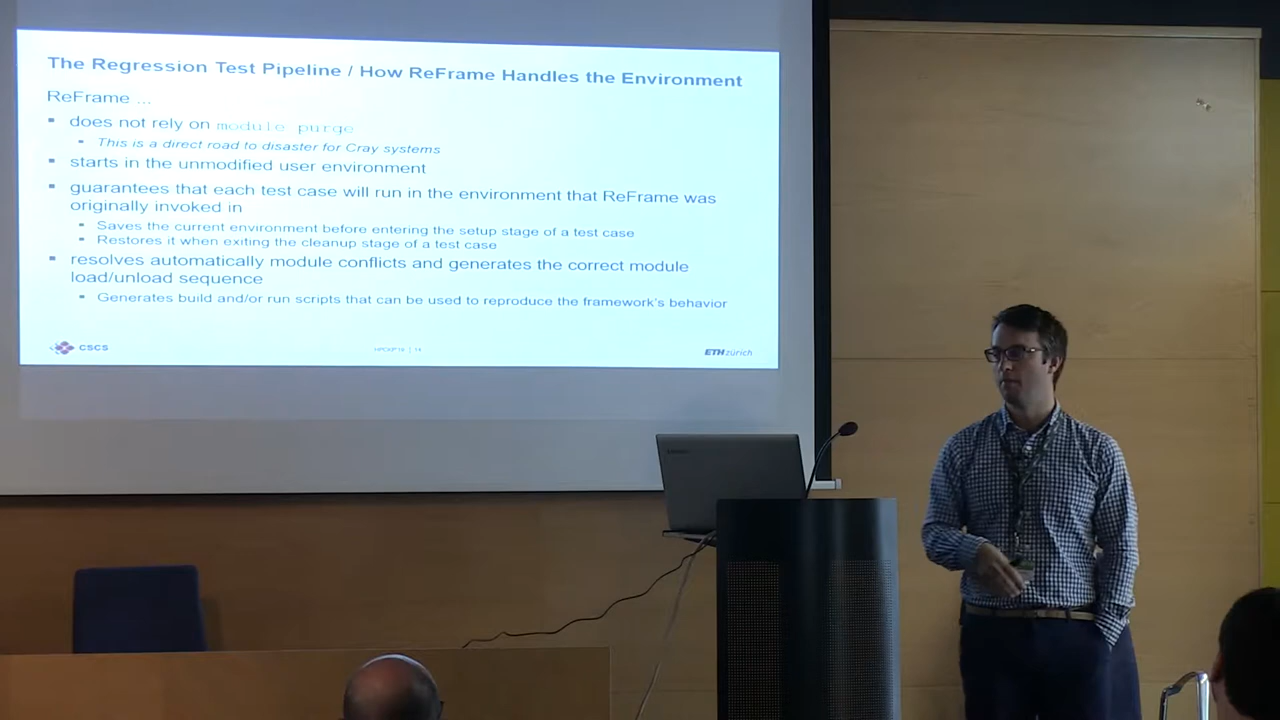 The Regression Test Pipeline / How ReFrame Handles the Environment
ReFrame ...
▪ does not rely on module purge
▪ This is a direct road to disaster for Cray systems
▪ starts in the unmodified user environment
▪ guarantees that each test case will run in the environment that ReFrame was
originally invoked in
▪ Saves the current environment before entering the setup stage of a test case
▪ Restores it when exiting the cleanup stage of a test case
▪ resolves automatically module conflicts and generates the correct module
load/unload sequence
▪ Generates build and/or run scripts that can be used to reproduce the framework's behavior
CSCS
ETH zürich